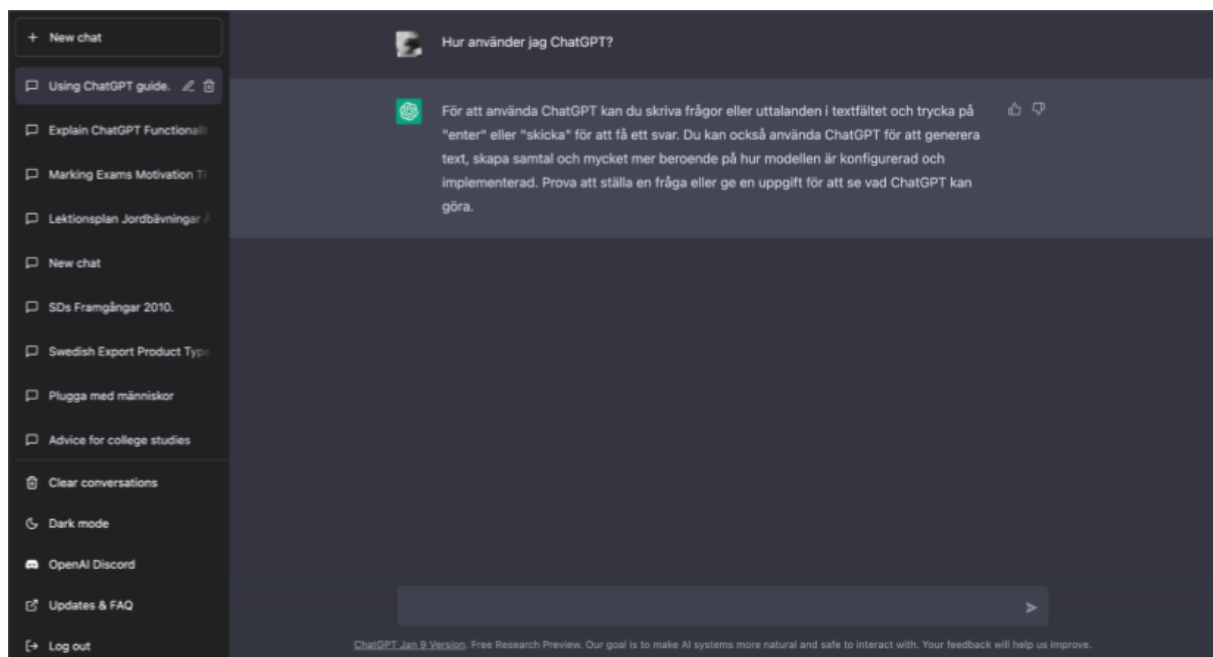 New chat
Using ChatGPT guide.
Explain ChatGPT
Marking Exams Motivation
Lektionsplan Jordbävningar
New chat
SDs Framgångar 2010.
Swedish Export Product
Plugga med människor
Advice for college studies
Clear conversations
Dark mode
OpenAI Discord
Updates & FAQ
Log out
Hur använder jag ChatGPT?
För att använda ChatGPT kan du skriva frågor eller uttalanden i textfältet och trycka på
"enter" eller "skicka" för att få ett svar. Du kan också använda ChatGPT för att generera
text, skapa samtal och mycket mer beroende på hur modellen är konfigurerad och
implementerad. Prova att ställa en fråga eller ge en uppgift för att se vad ChatGPT kan
göra.
ChatGPT Jan 9 Version. Free Research Preview. Our goal is to make AI systems more natural and safe to interact with. Your feedback will help us improve.